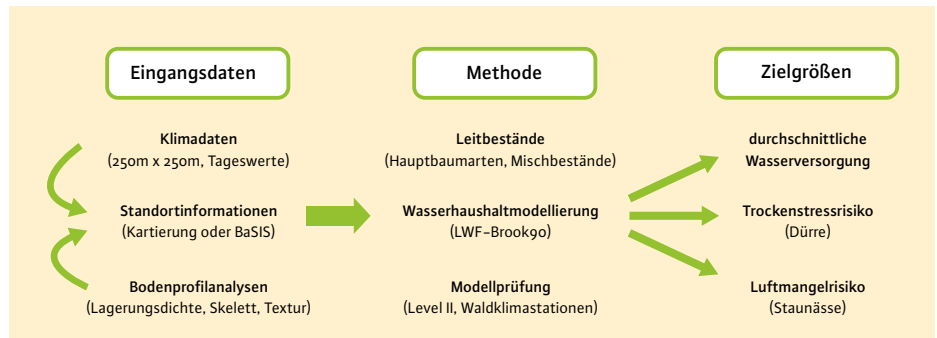 Eingangsdaten
Klimadaten
(250m x 250m, Tageswerte)
Standortinformationen
(Kartierung oder BaSIS)
Bodenprofilanalysen
(Lagerungsdichte, Skelett, Textur)
Methode
Leitbestände
(Hauptbaumarten, Mischbestände)
Wasserhaushaltmodellierung
(LWF-Brook90)
Modellprüfung
(Level II, Waldklimastationen)
Zielgrößen
durchschnittliche
Wasserversorgung
Trockenstressrisiko
(Dürre)
Luftmangelrisiko
(Staunässe)